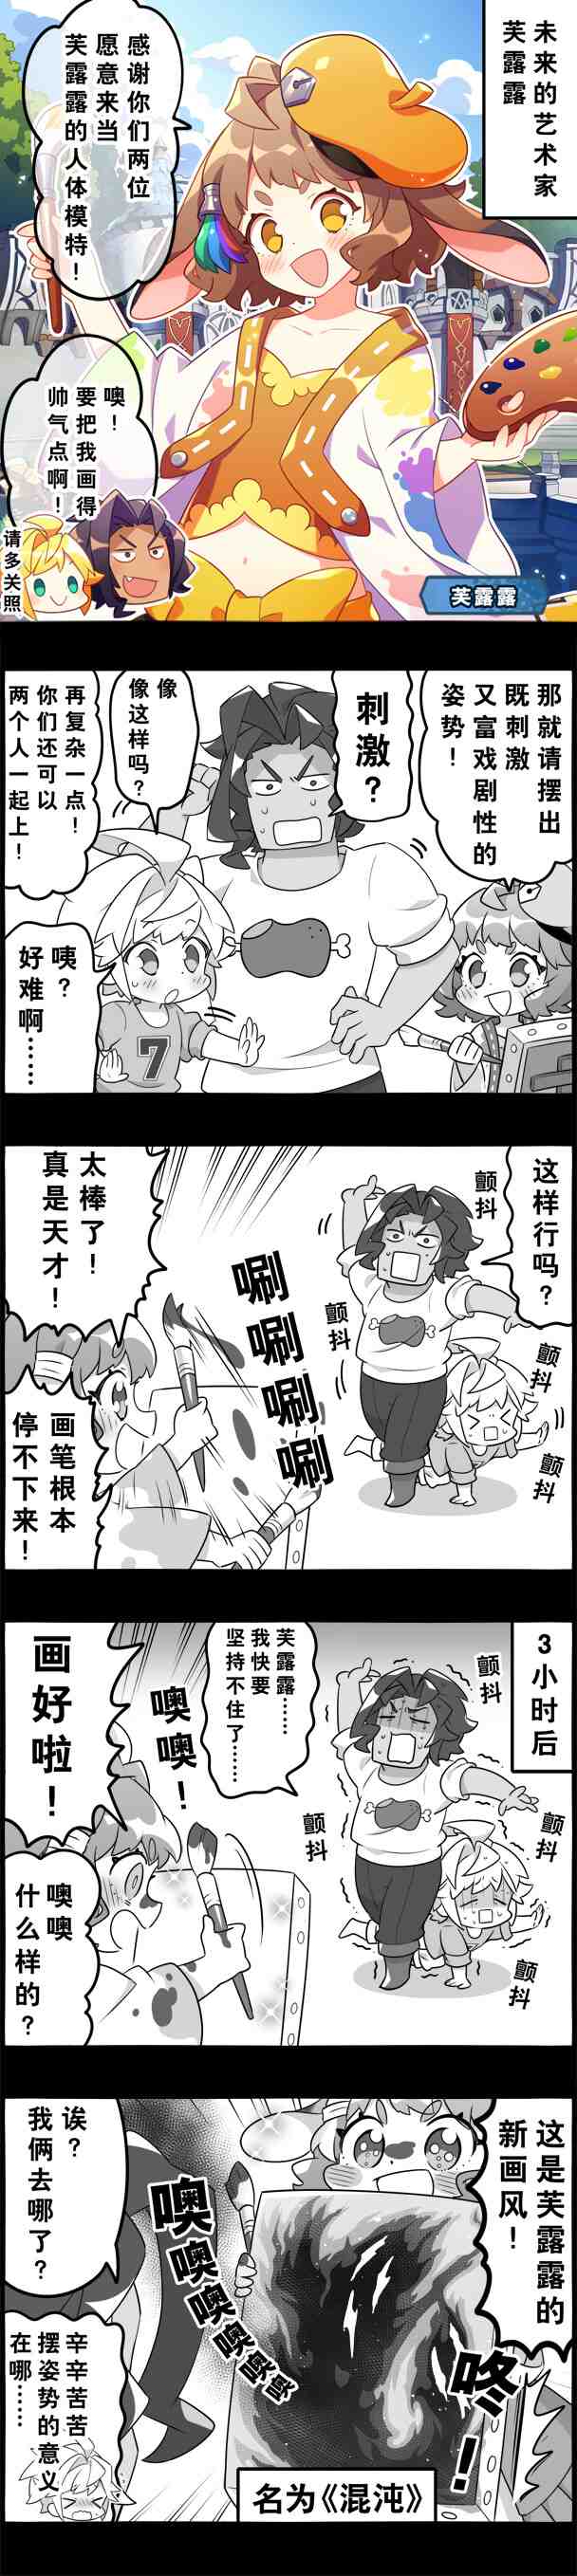 未来的艺术家
芙露露
感谢你们两位
愿意来当
芙露露的人体模特！
噢！
要把我画得
帅气点啊！
请多关照
芙露露
那就请摆出
既刺激
又富戏剧性的
姿势！
刺激？
像
像这样吗？
再复杂一点！
你们还可以
两个人一起上！
咦？
好难啊……
这样行吗？
颤抖
颤抖
颤抖
颤抖
唰唰唰唰
太棒了！
真是天才！
画笔根本
停不下来！
3小时后
颤抖
颤抖
颤抖
颤抖
芙露露……
我快要
坚持不住了……
噢噢！
画好啦！
噢噢
什么样的？
这是芙露露的
新画风！
噢噢噢噢噢噢
咚！
诶？
我俩去哪了？
辛辛苦苦
摆姿势的意义
在哪……
名为《混沌》
7